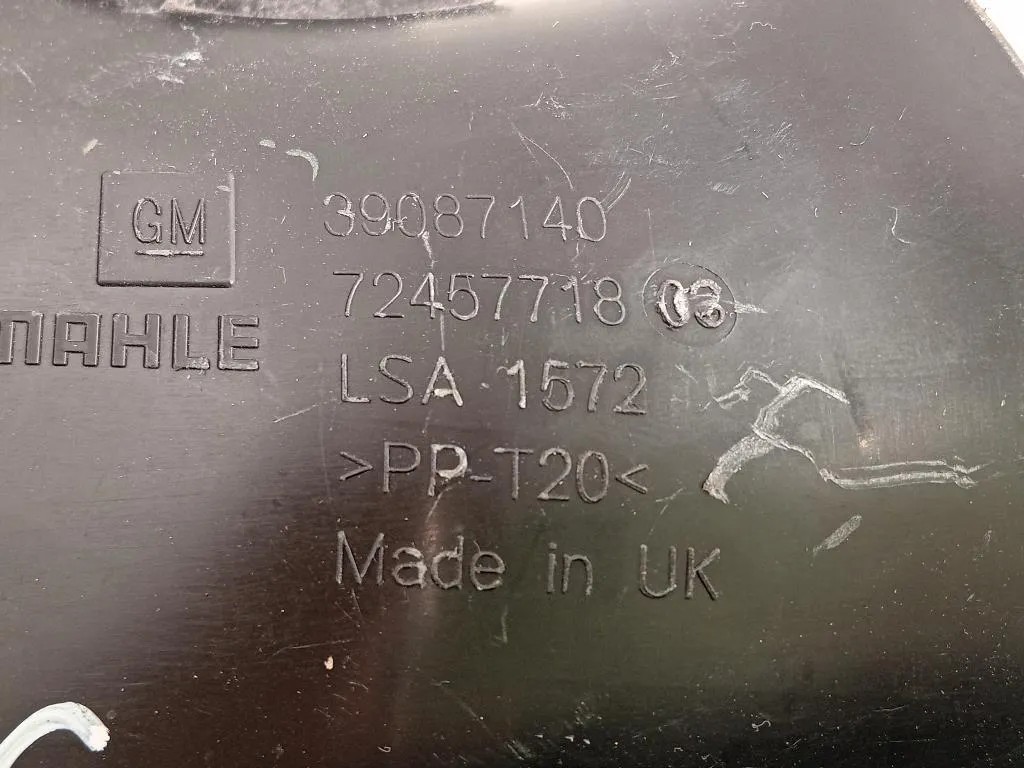 GM
MAHLE
39087140
72457718 03
LSA 1572
>PP-T20<
Made in UK